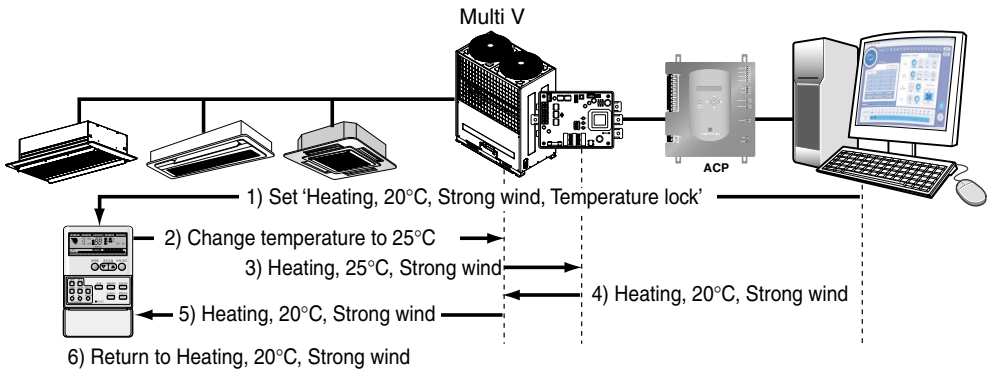 Multi V
ACP
1) Set ‘Heating, 20°C, Strong wind, Temperature lock’
2) Change temperature to 25°C
3) Heating, 25°C, Strong wind
4) Heating, 20°C, Strong wind
5) Heating, 20°C, Strong wind
6) Return to Heating, 20°C, Strong wind